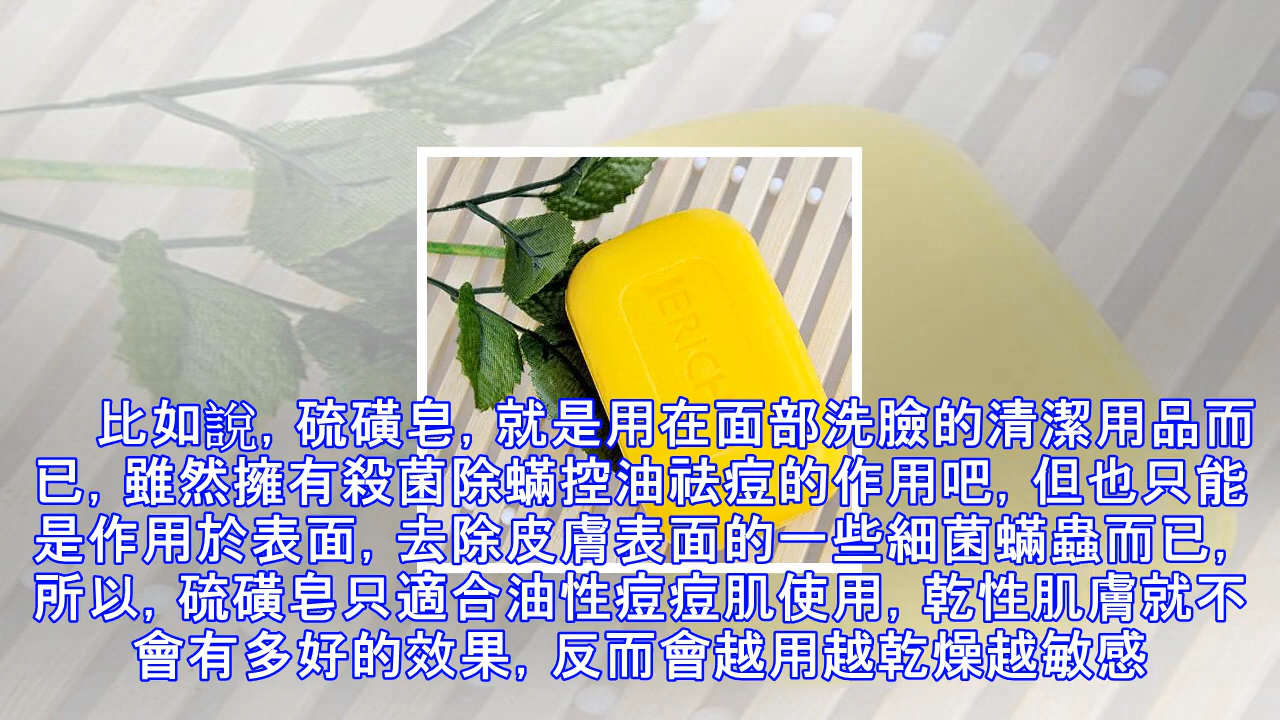 JERICH
比如說, 硫磺皂, 就是用在面部洗臉的清潔用品而
已, 雖然擁有殺菌除蟎控油祛痘的作用吧, 但也只能
是作用於表面, 去除皮膚表面的一些細菌蟎蟲而已,
所以, 硫磺皂只適合油性痘痘肌使用, 乾性肌膚就不
會有多好的效果, 反而會越用越乾燥越敏感